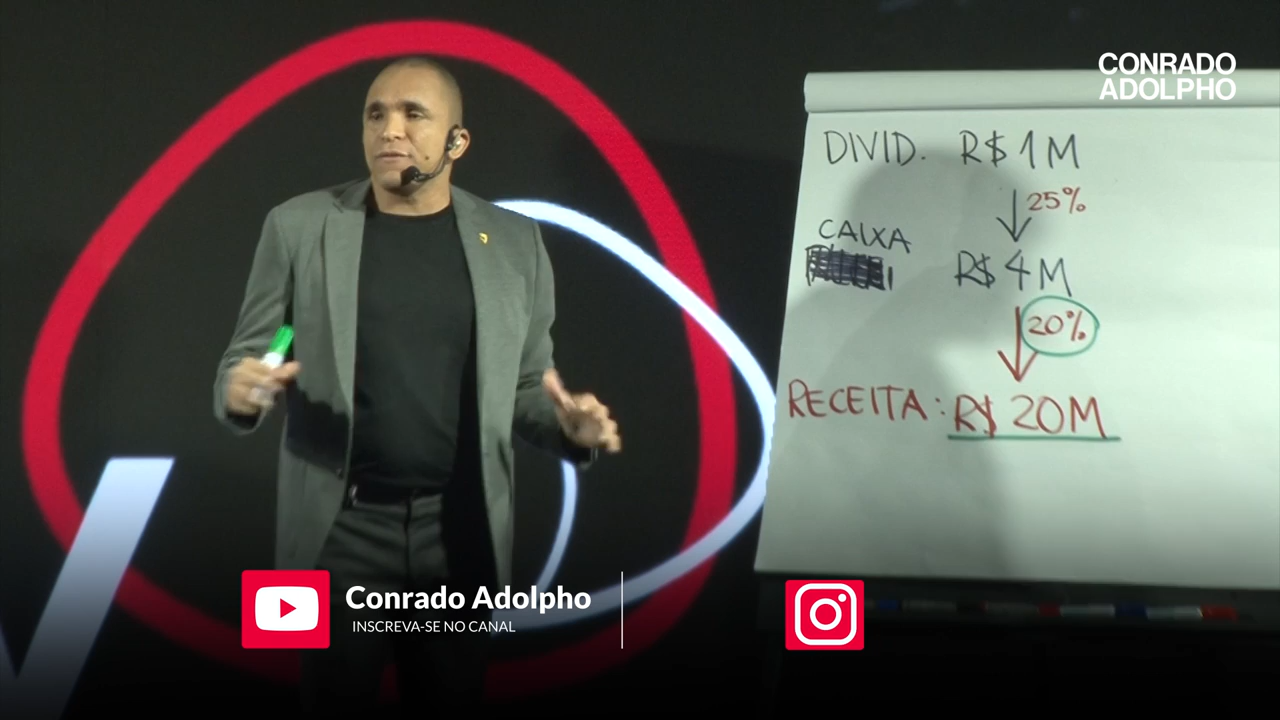 CONRADO
ADOLPHO
DIVID. R$ 1M
25%
CAIXA
R$ 4M
20%
RECEITA: R$ 20M
Conrado Adolpho
INSCREVA-SE NO CANAL